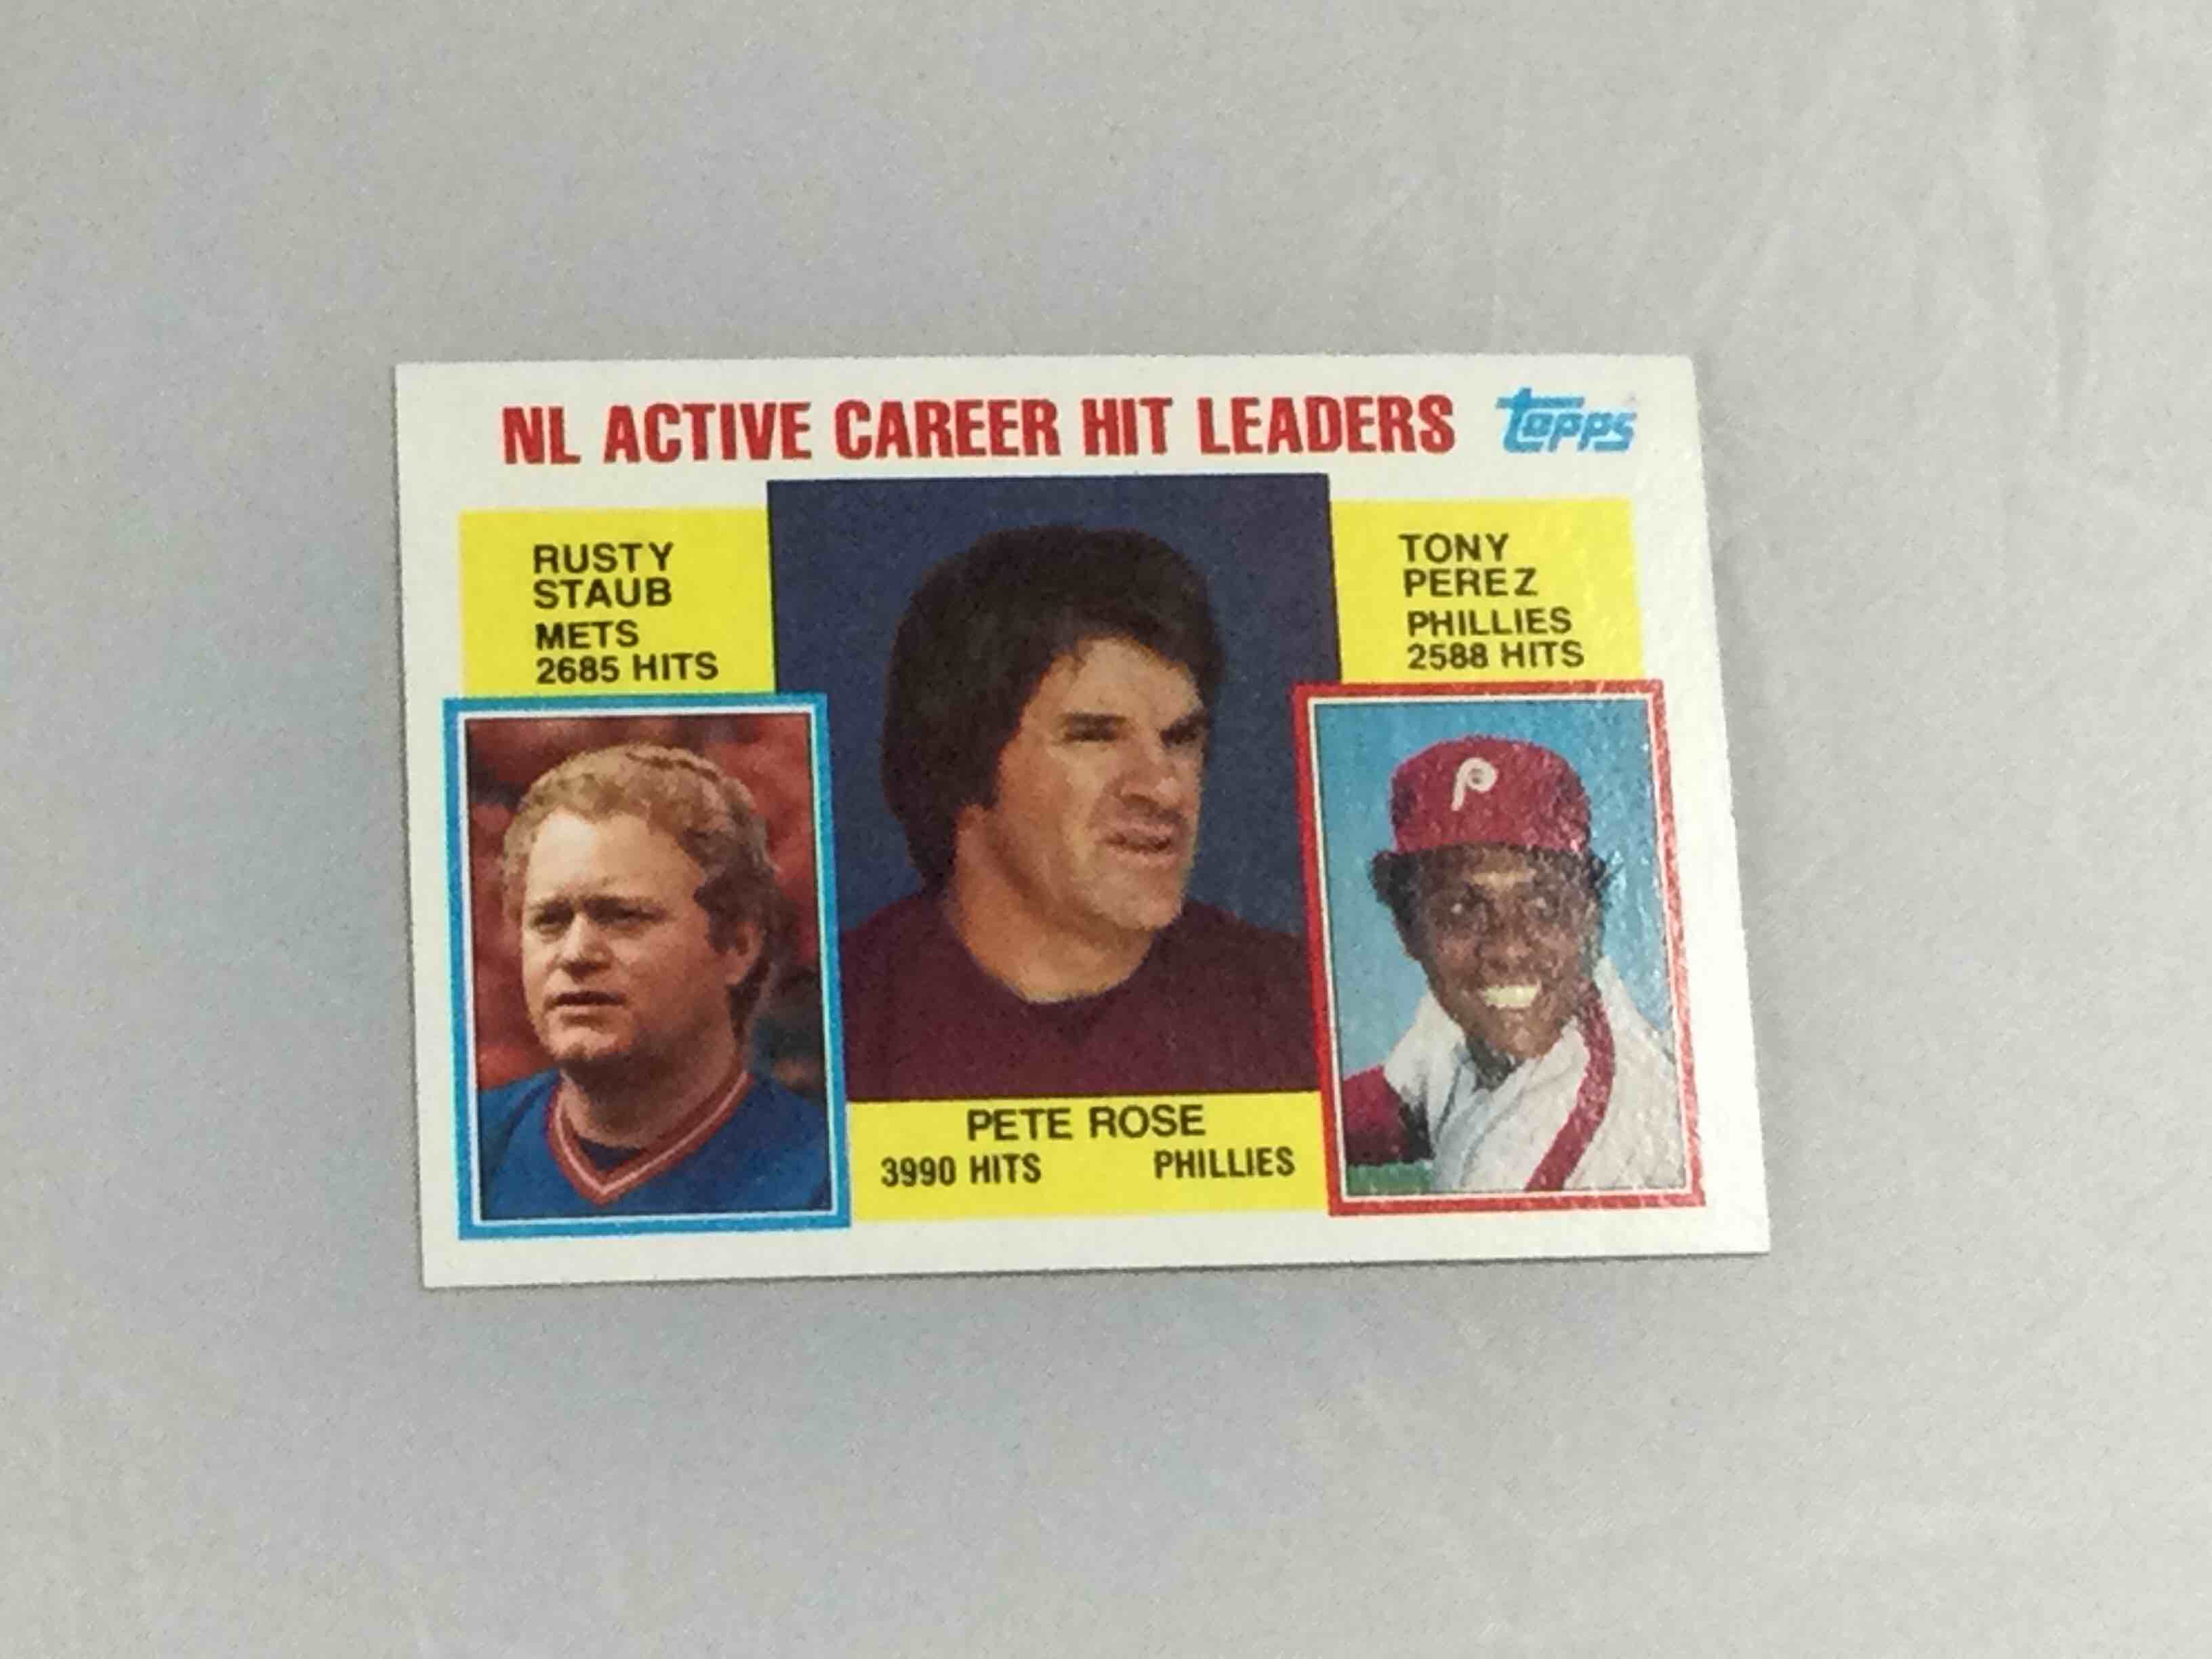 NL ACTIVE CAREER HIT LEADERS
topps
RUSTY
STAUB
METS
2685 HITS
TONY
PEREZ
PHILLIES
2588 HITS
P
PETE ROSE
3990 HITS PHILLIES